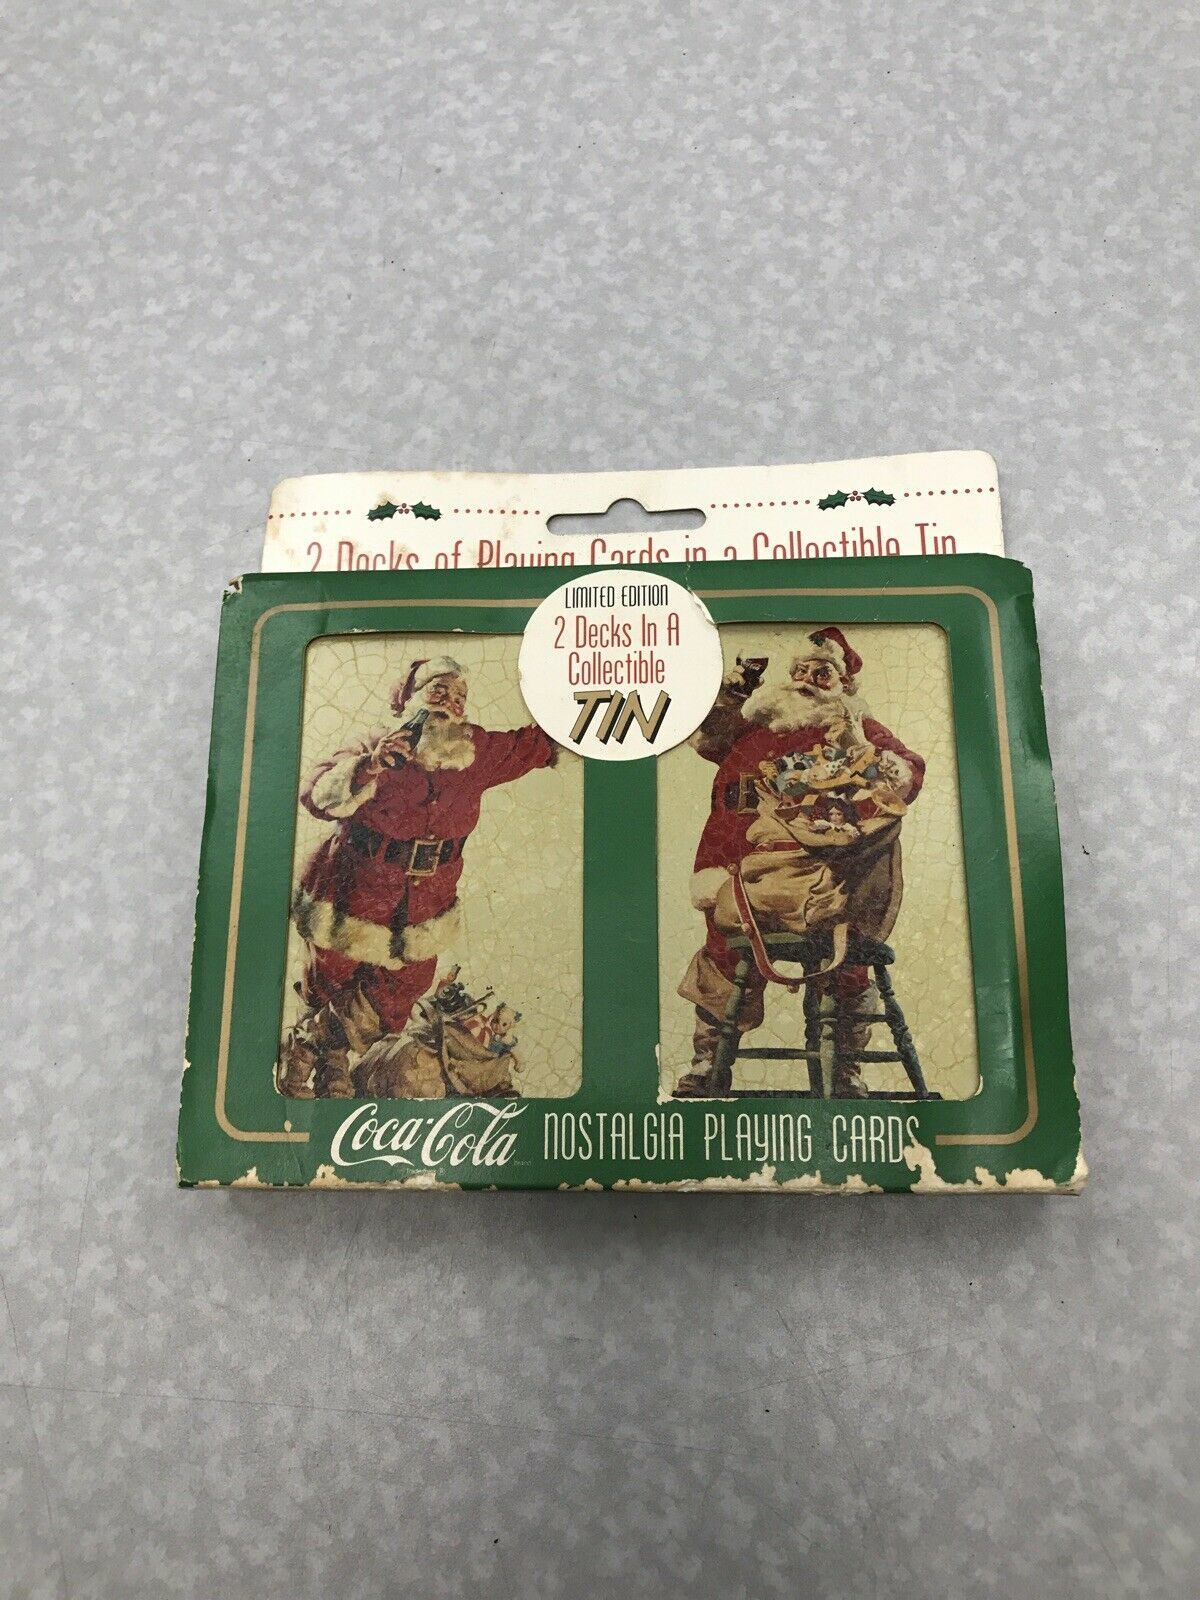 2 Decks of Playing Cards in a Collectible Tin
LIMITED EDITION
2 Decks In A
Collectible
TIN
Coca-Cola NOSTALGIA PLAYING CARDS